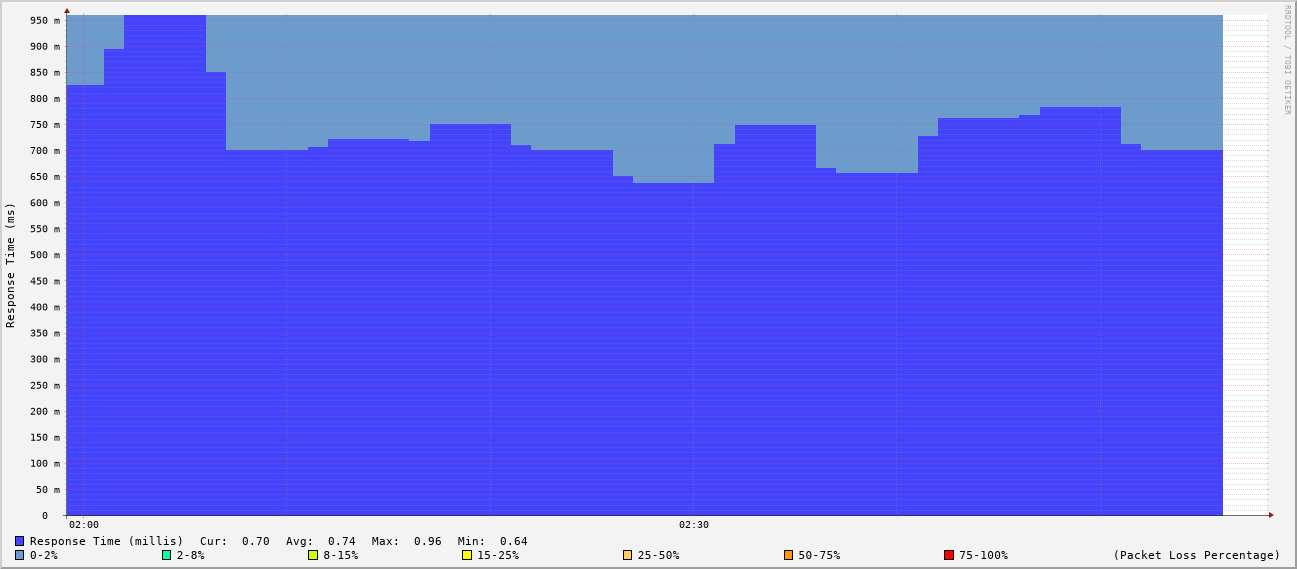 RRDTOOL / TOBI OETIKER
Response Time (ms)
950 m
900 m
850 m
800 m
750 m
700 m
650 m
600 m
550 m
500 m
450 m
400 m
350 m
300 m
250 m
200 m
150 m
100 m
50 m
0
02:00 02:30
Response Time (millis) Cur: 0.70 Avg: 0.74 Max: 0.96 Min: 0.64
0-2% 2-8% 8-15% 15-25% 25-50% 50-75% 75-100% (Packet Loss Percentage)